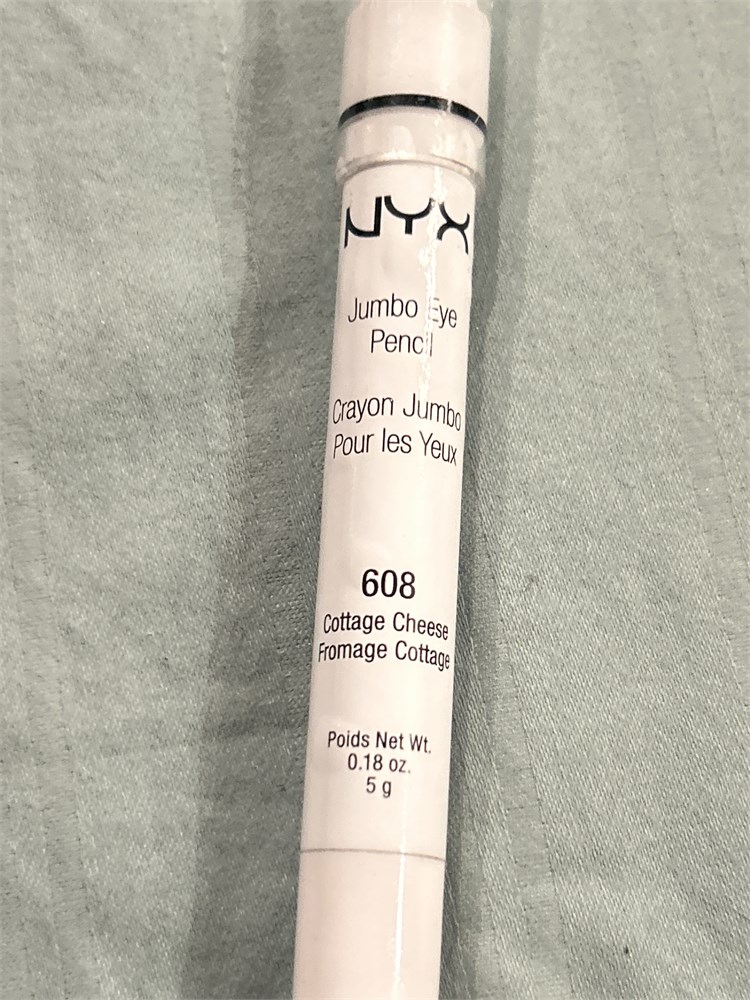 NYX
Jumbo Eye
Pencil
Crayon Jumbo
Pour les Yeux
608
Cottage Cheese
Fromage Cottage
Poids Net Wt.
0.18 oz.
5 g